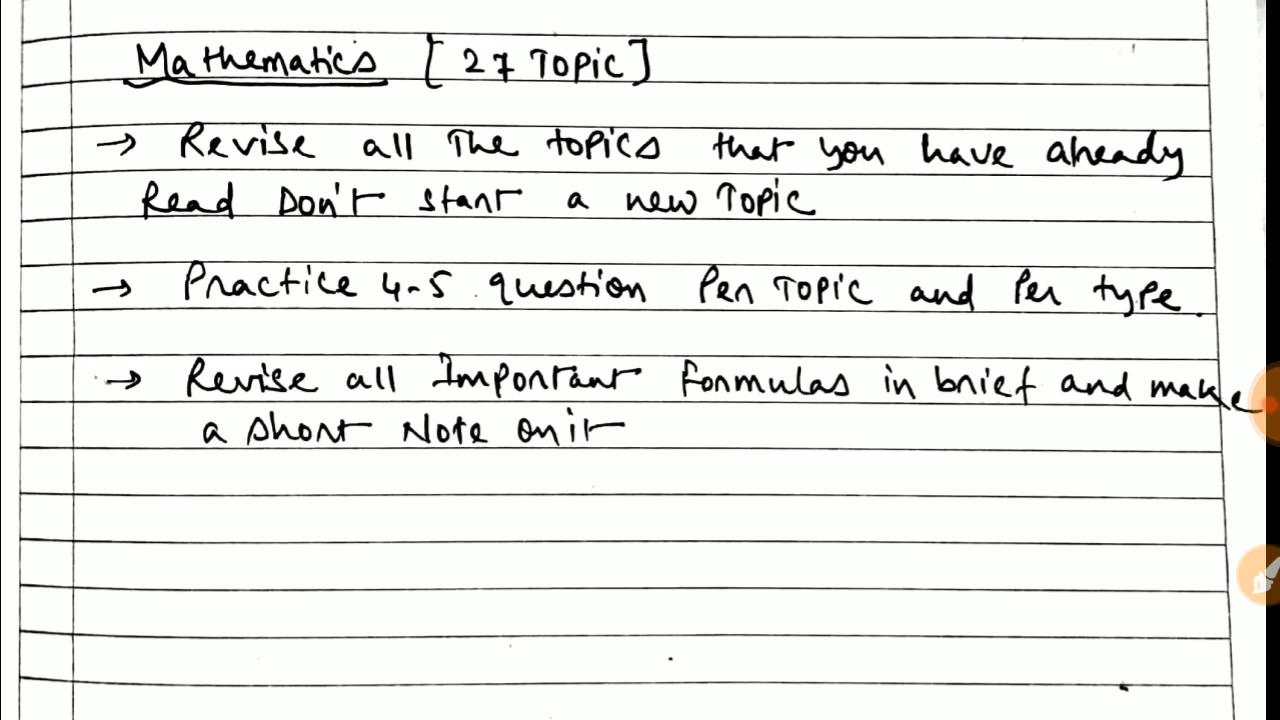 Mathematics [27 Topic]
→ Revise all The topics that you have already
Read Don't start a new Topic
→ Practice 4-5 question Per Topic and Per type.
→ Revise all Important formulas in brief and make
a short Note on it